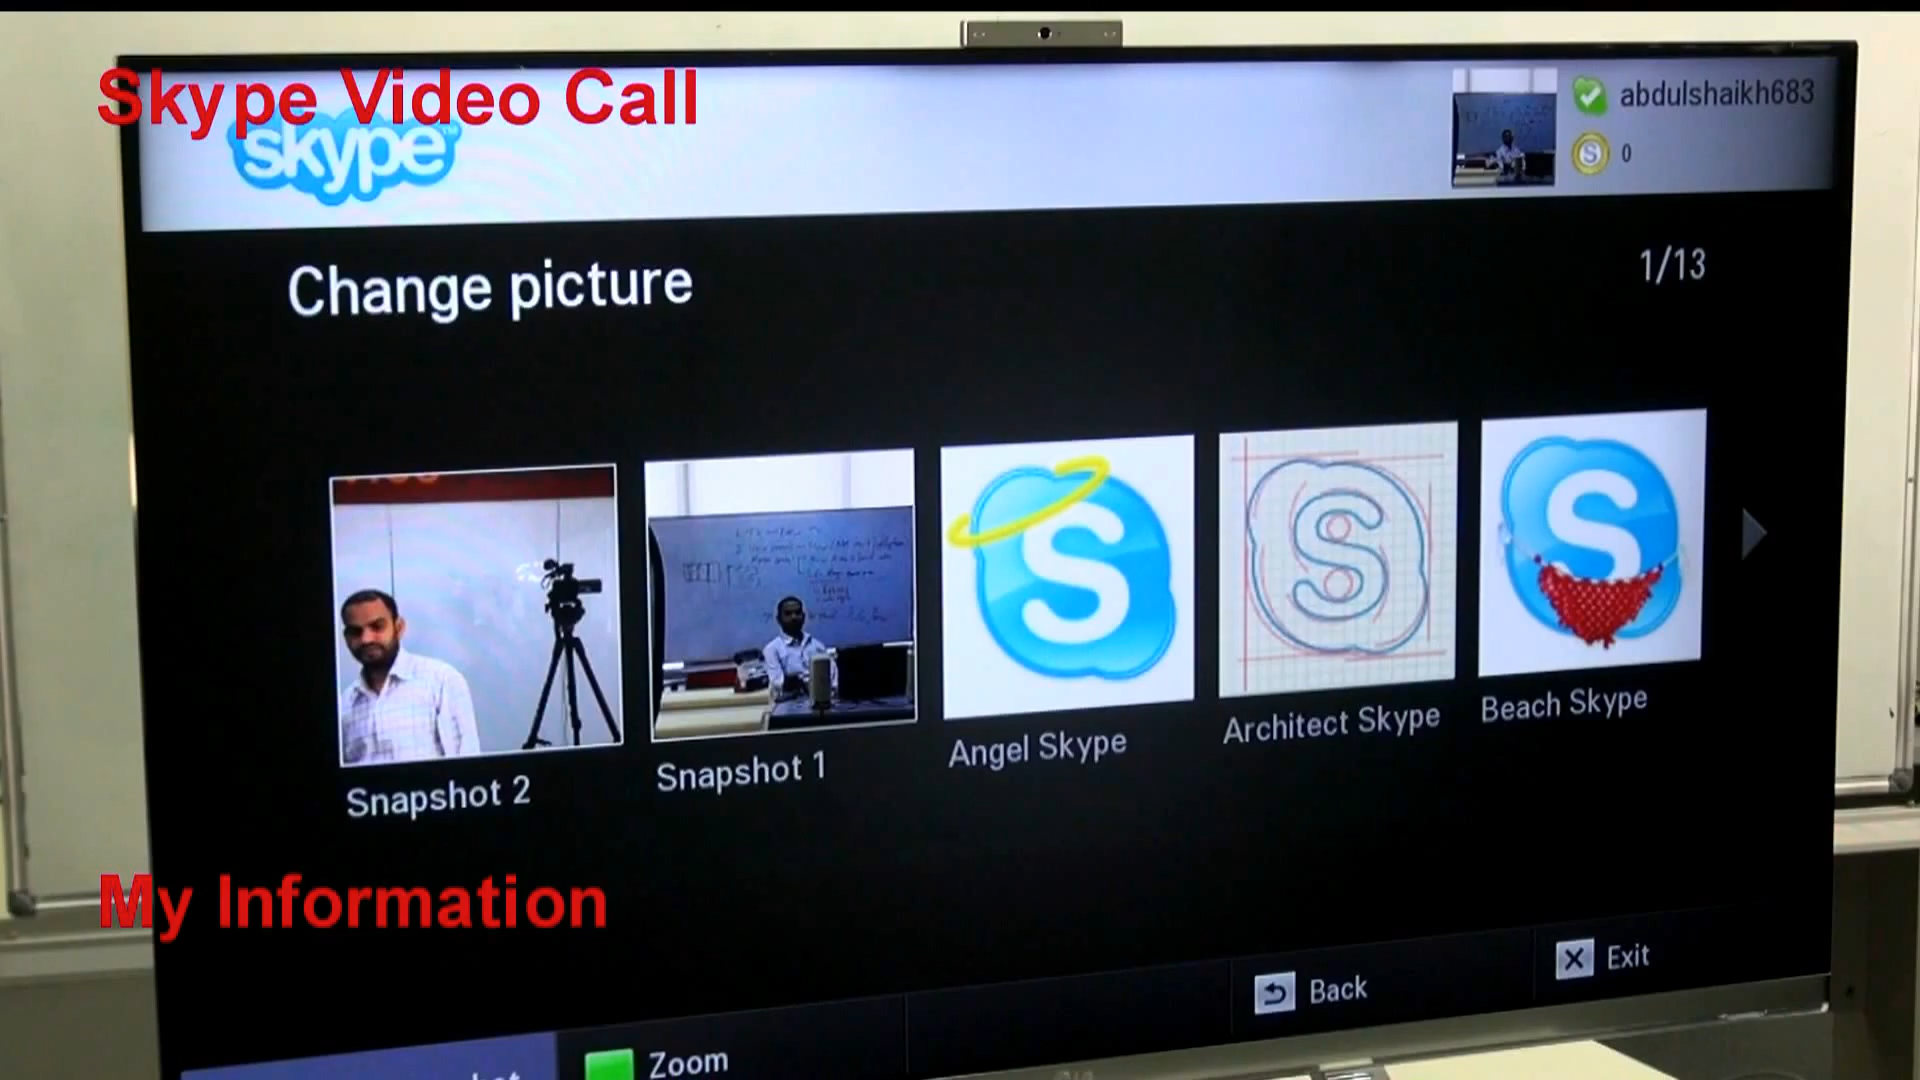 Skype Video Call
skype™
abdulshaikh683
0
Change picture
1/13
Snapshot 2
Snapshot 1
Angel Skype
Architect Skype
Beach Skype
My Information
Back
Exit
Zoom